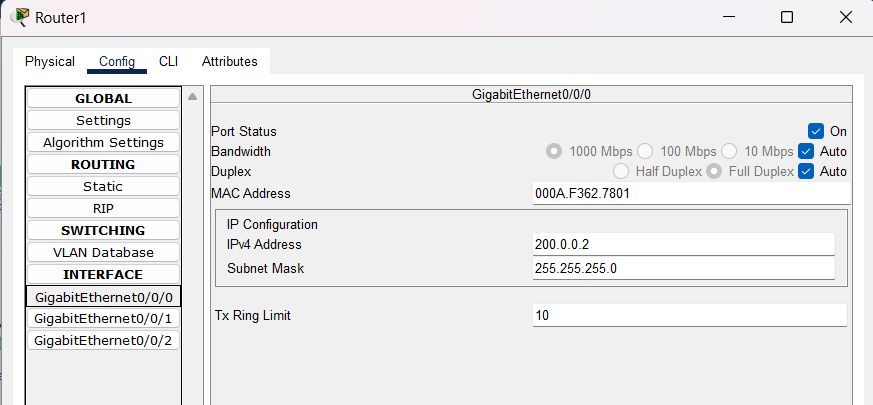 Router1
Physical Config CLI Attributes
GLOBAL
Settings
Algorithm Settings
ROUTING
Static
RIP
SWITCHING
VLAN Database
INTERFACE
GigabitEthernet0/0/0
GigabitEthernet0/0/1
GigabitEthernet0/0/2
GigabitEthernet0/0/0
Port Status On
Bandwidth 1000 Mbps 100 Mbps 10 Mbps Auto
Duplex Half Duplex Full Duplex Auto
MAC Address 000A.F362.7801
IP Configuration
IPv4 Address 200.0.0.2
Subnet Mask 255.255.255.0
Tx Ring Limit 10